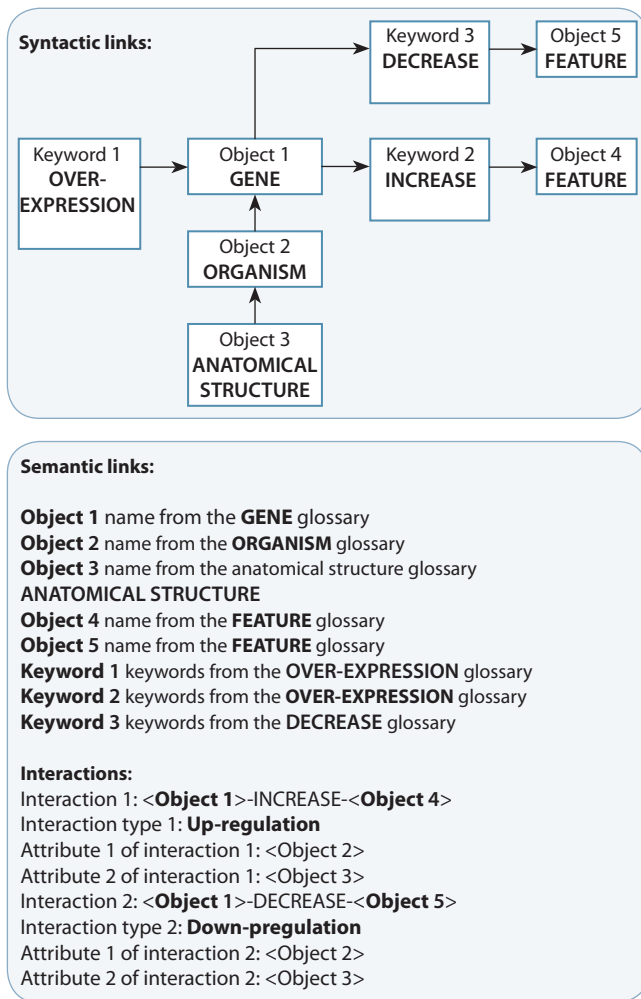 Syntactic links:
Keyword 3
DECREASE
Object 5
FEATURE
Keyword 1
OVER-
EXPRESSION
Object 1
GENE
Keyword 2
INCREASE
Object 4
FEATURE
Object 2
ORGANISM
Object 3
ANATOMICAL
STRUCTURE
Semantic links:
Object 1 name from the GENE glossary
Object 2 name from the ORGANISM glossary
Object 3 name from the anatomical structure glossary
ANATOMICAL STRUCTURE
Object 4 name from the FEATURE glossary
Object 5 name from the FEATURE glossary
Keyword 1 keywords from the OVER-EXPRESSION glossary
Keyword 2 keywords from the OVER-EXPRESSION glossary
Keyword 3 keywords from the DECREASE glossary
Interactions:
Interaction 1: <Object 1>-INCREASE-<Object 4>
Interaction type 1: Up-regulation
Attribute 1 of interaction 1: <Object 2>
Attribute 2 of interaction 1: <Object 3>
Interaction 2: <Object 1>-DECREASE-<Object 5>
Interaction type 2: Down-pregulation
Attribute 1 of interaction 2: <Object 2>
Attribute 2 of interaction 2: <Object 3>